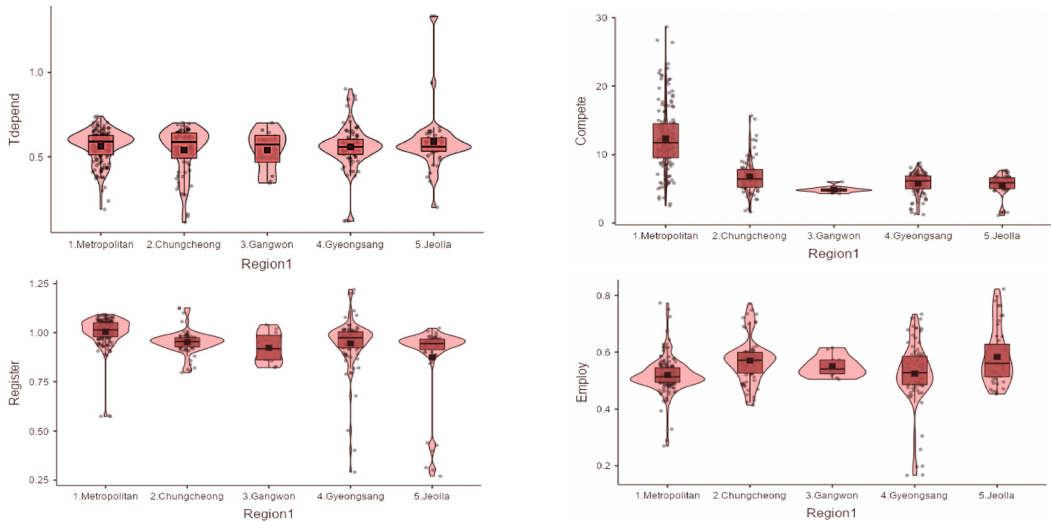 Tdepend
1.0
0.5
1.Metropolitan 2.Chungcheong 3.Gangwon 4.Gyeongsang 5.Jeolla
Region1
Compete
30
20
10
0
1.Metropolitan 2.Chungcheong 3.Gangwon 4.Gyeongsang 5.Jeolla
Region1
Register
1.25
1.00
0.75
0.50
0.25
1.Metropolitan 2.Chungcheong 3.Gangwon 4.Gyeongsang 5.Jeolla
Region1
Employ
0.8
0.6
0.4
0.2
1.Metropolitan 2.Chungcheong 3.Gangwon 4.Gyeongsang 5.Jeolla
Region1